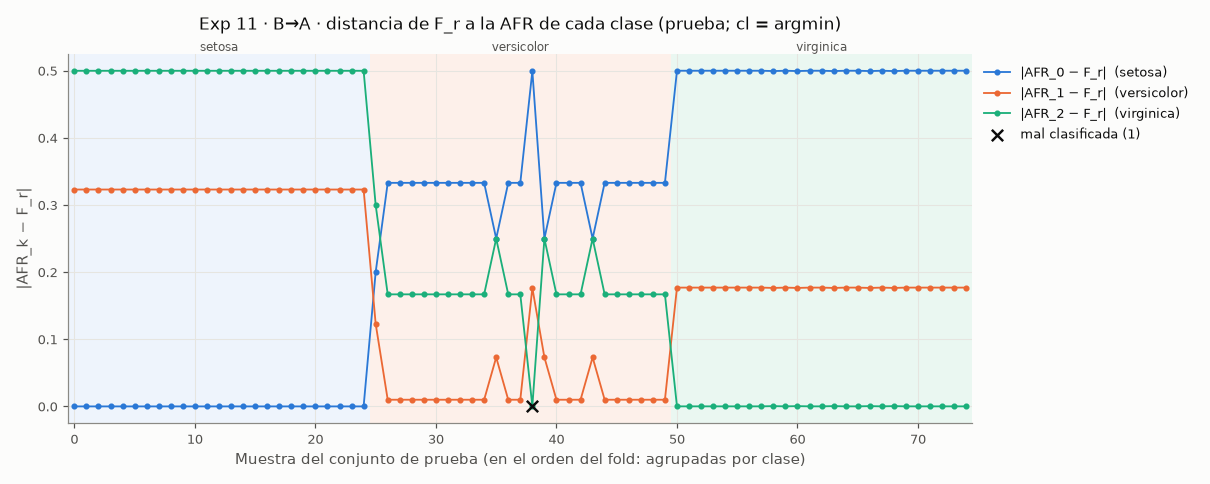 Exp 11 · B→A · distancia de F_r a la AFR de cada clase (prueba; cl = argmin)
setosa versicolor virginica
|AFR_0 − F_r| (setosa)
|AFR_1 − F_r| (versicolor)
|AFR_2 − F_r| (virginica)
mal clasificada (1)
|AFR_k − F_r|
0.5
0.4
0.3
0.2
0.1
0.0
0 10 20 30 40 50 60 70
Muestra del conjunto de prueba (en el orden del fold: agrupadas por clase)